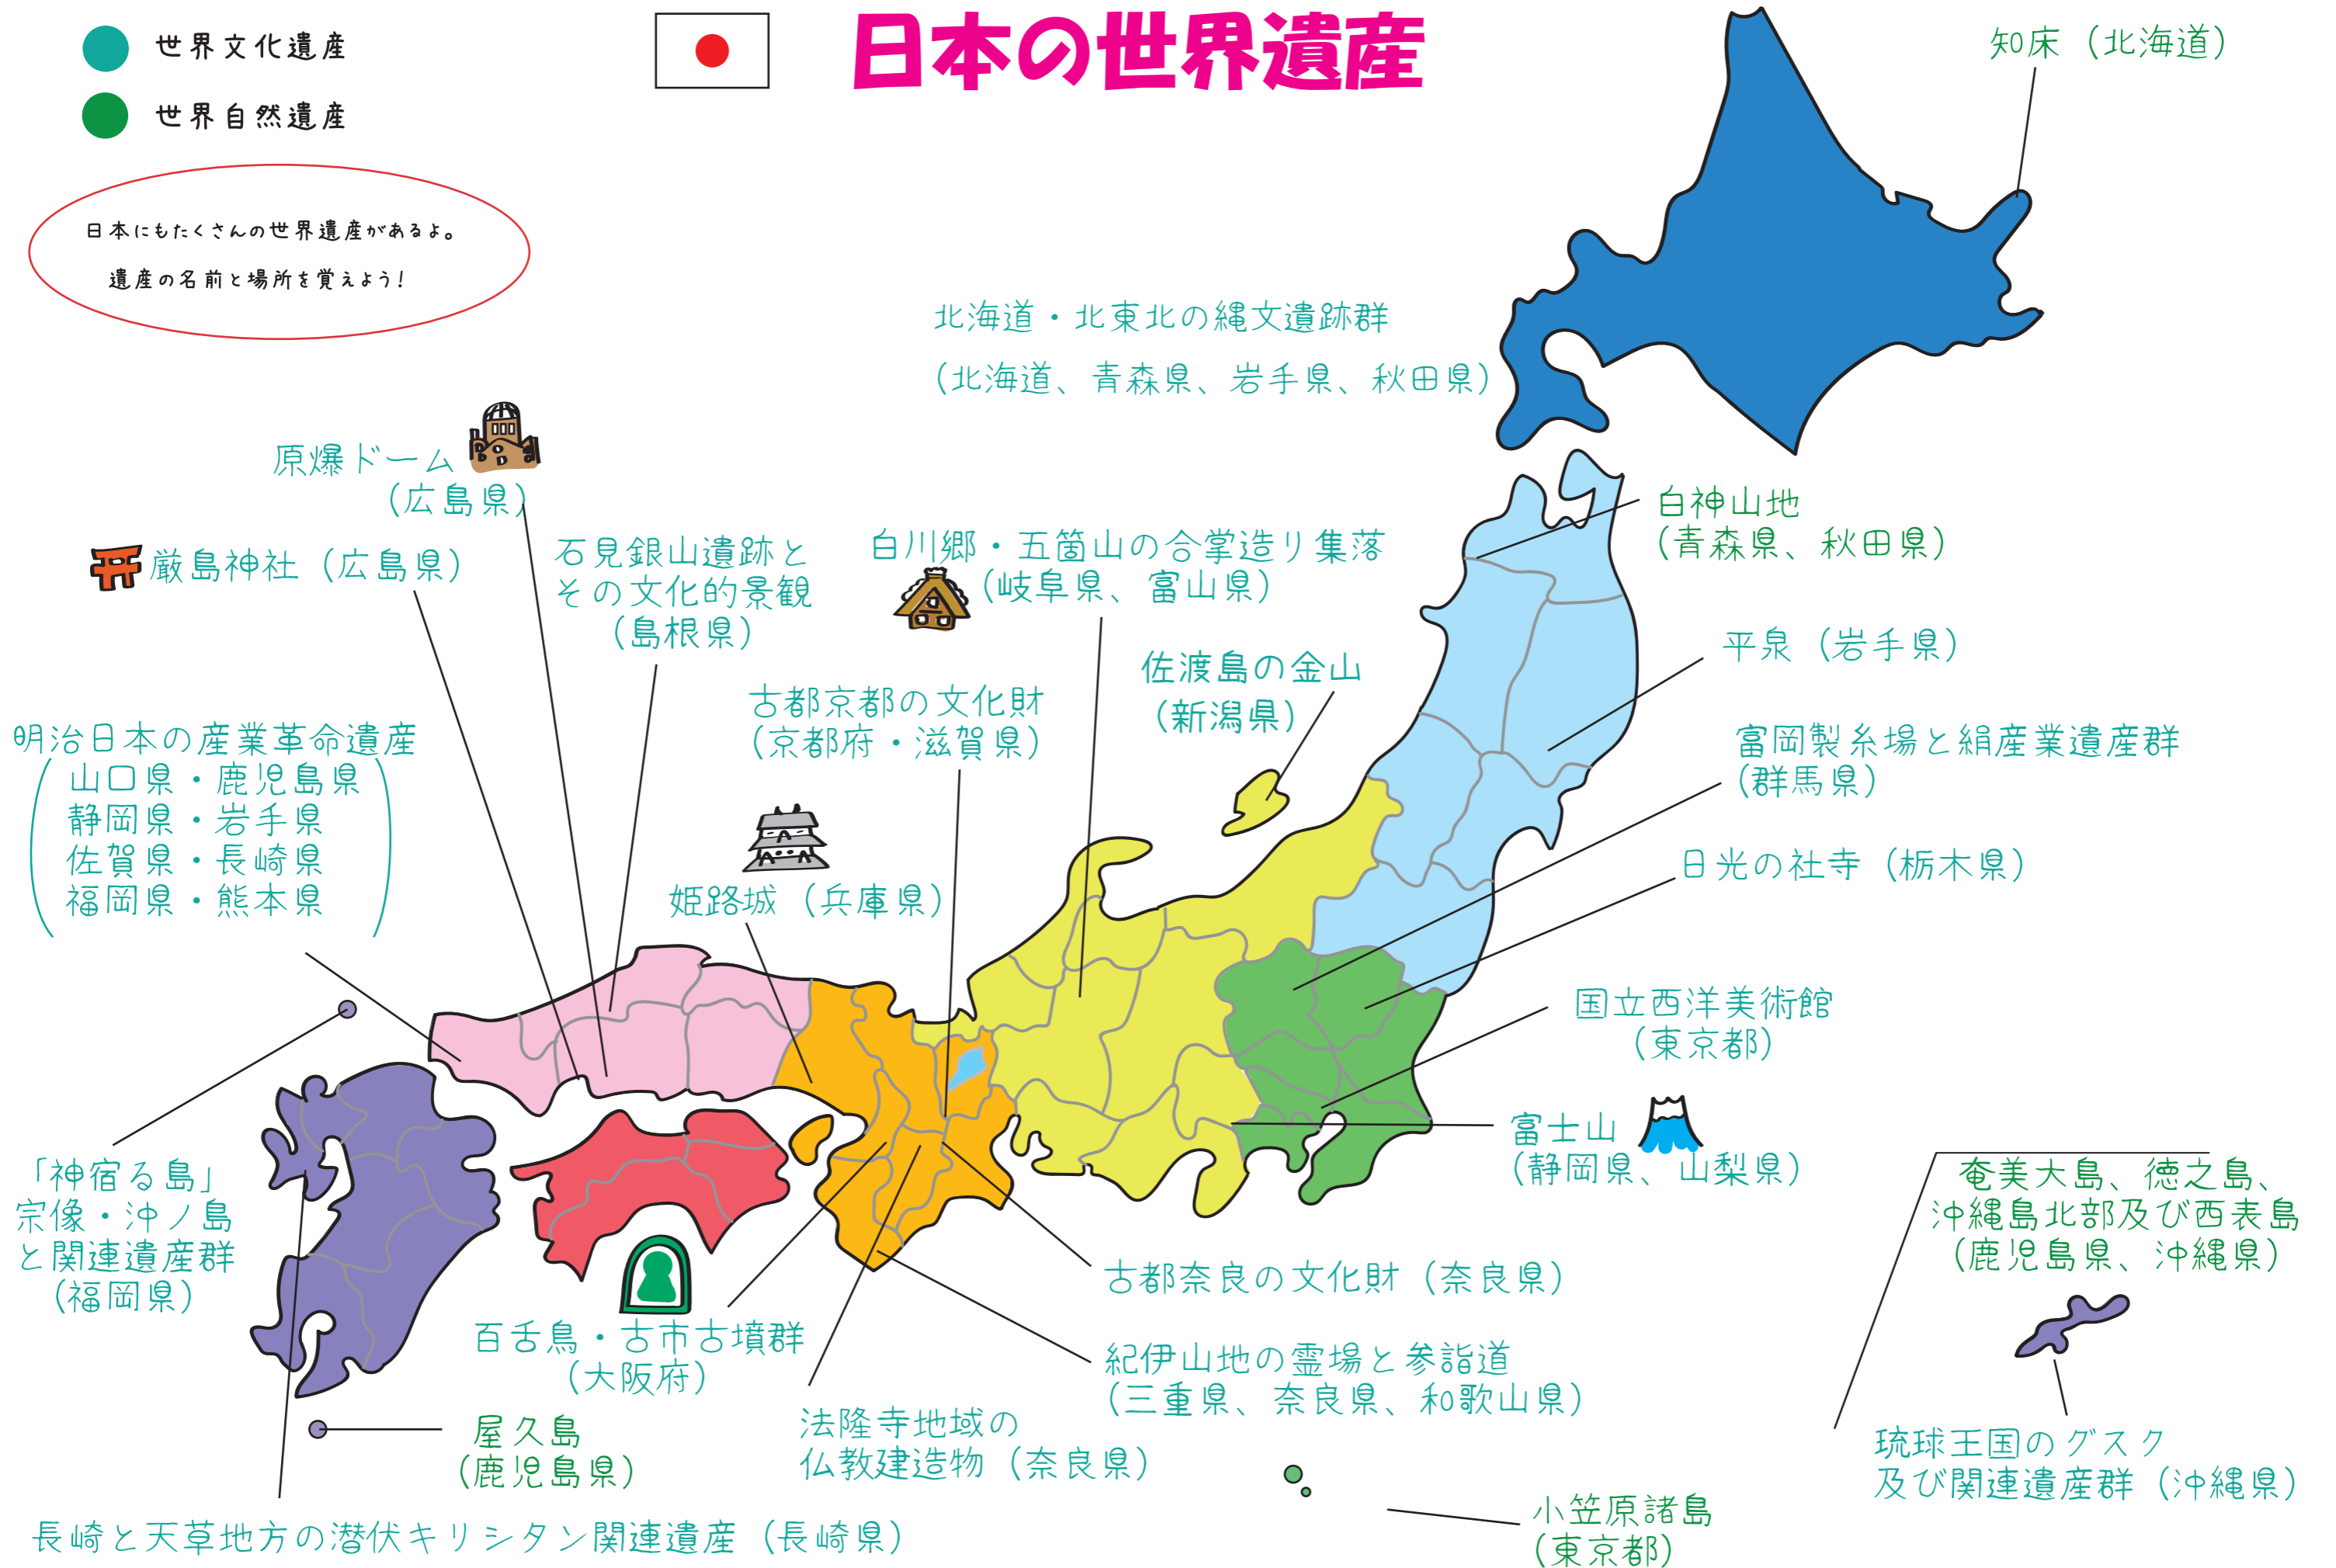 日本の世界遺産
世界文化遺産
世界自然遺産
日本にもたくさんの世界遺産があるよ。
遺産の名前と場所を覚えよう！
知床（北海道）
北海道・北東北の縄文遺跡群
（北海道、青森県、岩手県、秋田県）
原爆ドーム
（広島県）
厳島神社（広島県）
石見銀山遺跡と
その文化的景観
（島根県）
白川郷・五箇山の合掌造り集落
（岐阜県、富山県）
白神山地
（青森県、秋田県）
佐渡島の金山
（新潟県）
平泉（岩手県）
古都京都の文化財
（京都府・滋賀県）
明治日本の産業革命遺産
山口県・鹿児島県
静岡県・岩手県
佐賀県・長崎県
福岡県・熊本県
富岡製糸場と絹産業遺産群
（群馬県）
姫路城（兵庫県）
日光の社寺（栃木県）
国立西洋美術館
（東京都）
富士山
（静岡県、山梨県）
「神宿る島」
宗像・沖ノ島
と関連遺産群
（福岡県）
奄美大島、徳之島、
沖縄島北部及び西表島
（鹿児島県、沖縄県）
古都奈良の文化財（奈良県）
百舌鳥・古市古墳群
（大阪府）
紀伊山地の霊場と参詣道
（三重県、奈良県、和歌山県）
法隆寺地域の
仏教建造物（奈良県）
屋久島
（鹿児島県）
琉球王国のグスク
及び関連遺産群（沖縄県）
小笠原諸島
（東京都）
長崎と天草地方の潜伏キリシタン関連遺産（長崎県）